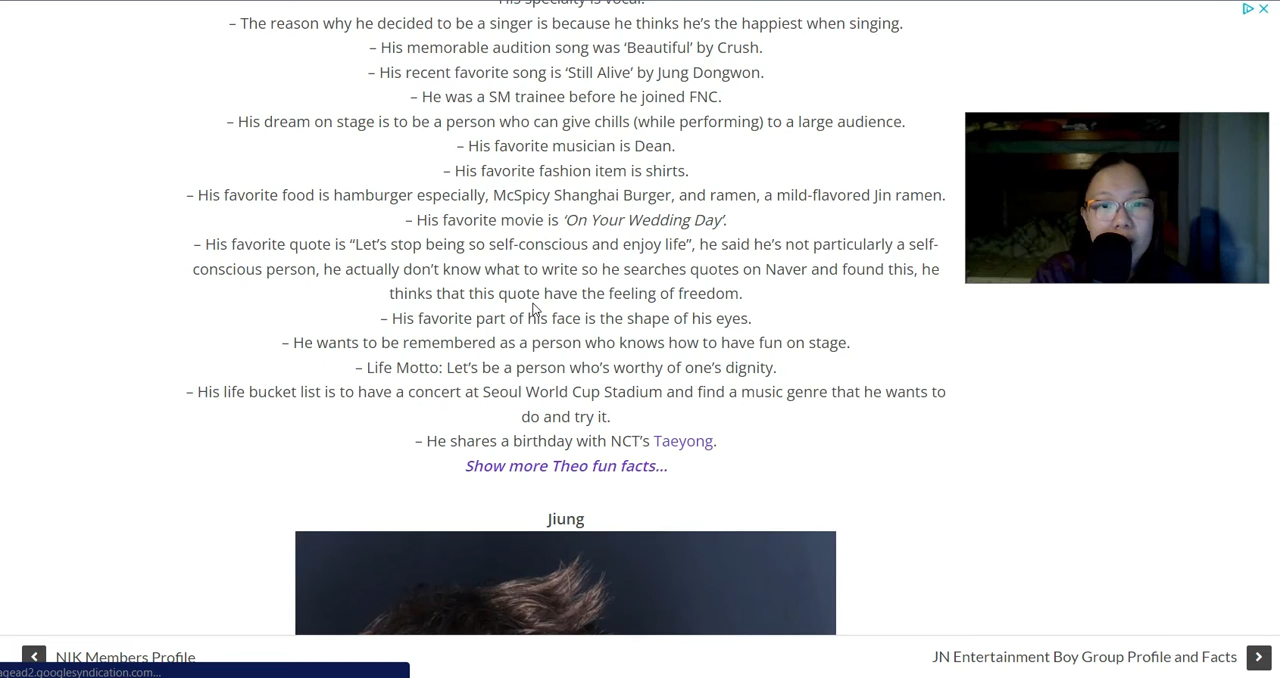 His specialty is vocal.
– The reason why he decided to be a singer is because he thinks he’s the happiest when singing.
– His memorable audition song was ‘Beautiful’ by Crush.
– His recent favorite song is ‘Still Alive’ by Jung Dongwon.
– He was a SM trainee before he joined FNC.
– His dream on stage is to be a person who can give chills (while performing) to a large audience.
– His favorite musician is Dean.
– His favorite fashion item is shirts.
– His favorite food is hamburger especially, McSpicy Shanghai Burger, and ramen, a mild-flavored Jin ramen.
– His favorite movie is ‘On Your Wedding Day’.
– His favorite quote is “Let’s stop being so self-conscious and enjoy life”, he said he’s not particularly a self-
conscious person, he actually don’t know what to write so he searches quotes on Naver and found this, he
thinks that this quote have the feeling of freedom.
– His favorite part of his face is the shape of his eyes.
– He wants to be remembered as a person who knows how to have fun on stage.
– Life Motto: Let’s be a person who’s worthy of one’s dignity.
– His life bucket list is to have a concert at Seoul World Cup Stadium and find a music genre that he wants to
do and try it.
– He shares a birthday with NCT’s Taeyong.
Show more Theo fun facts…
Jiung
NIK Members Profile
JN Entertainment Boy Group Profile and Facts
agead2.googlesyndication.com...